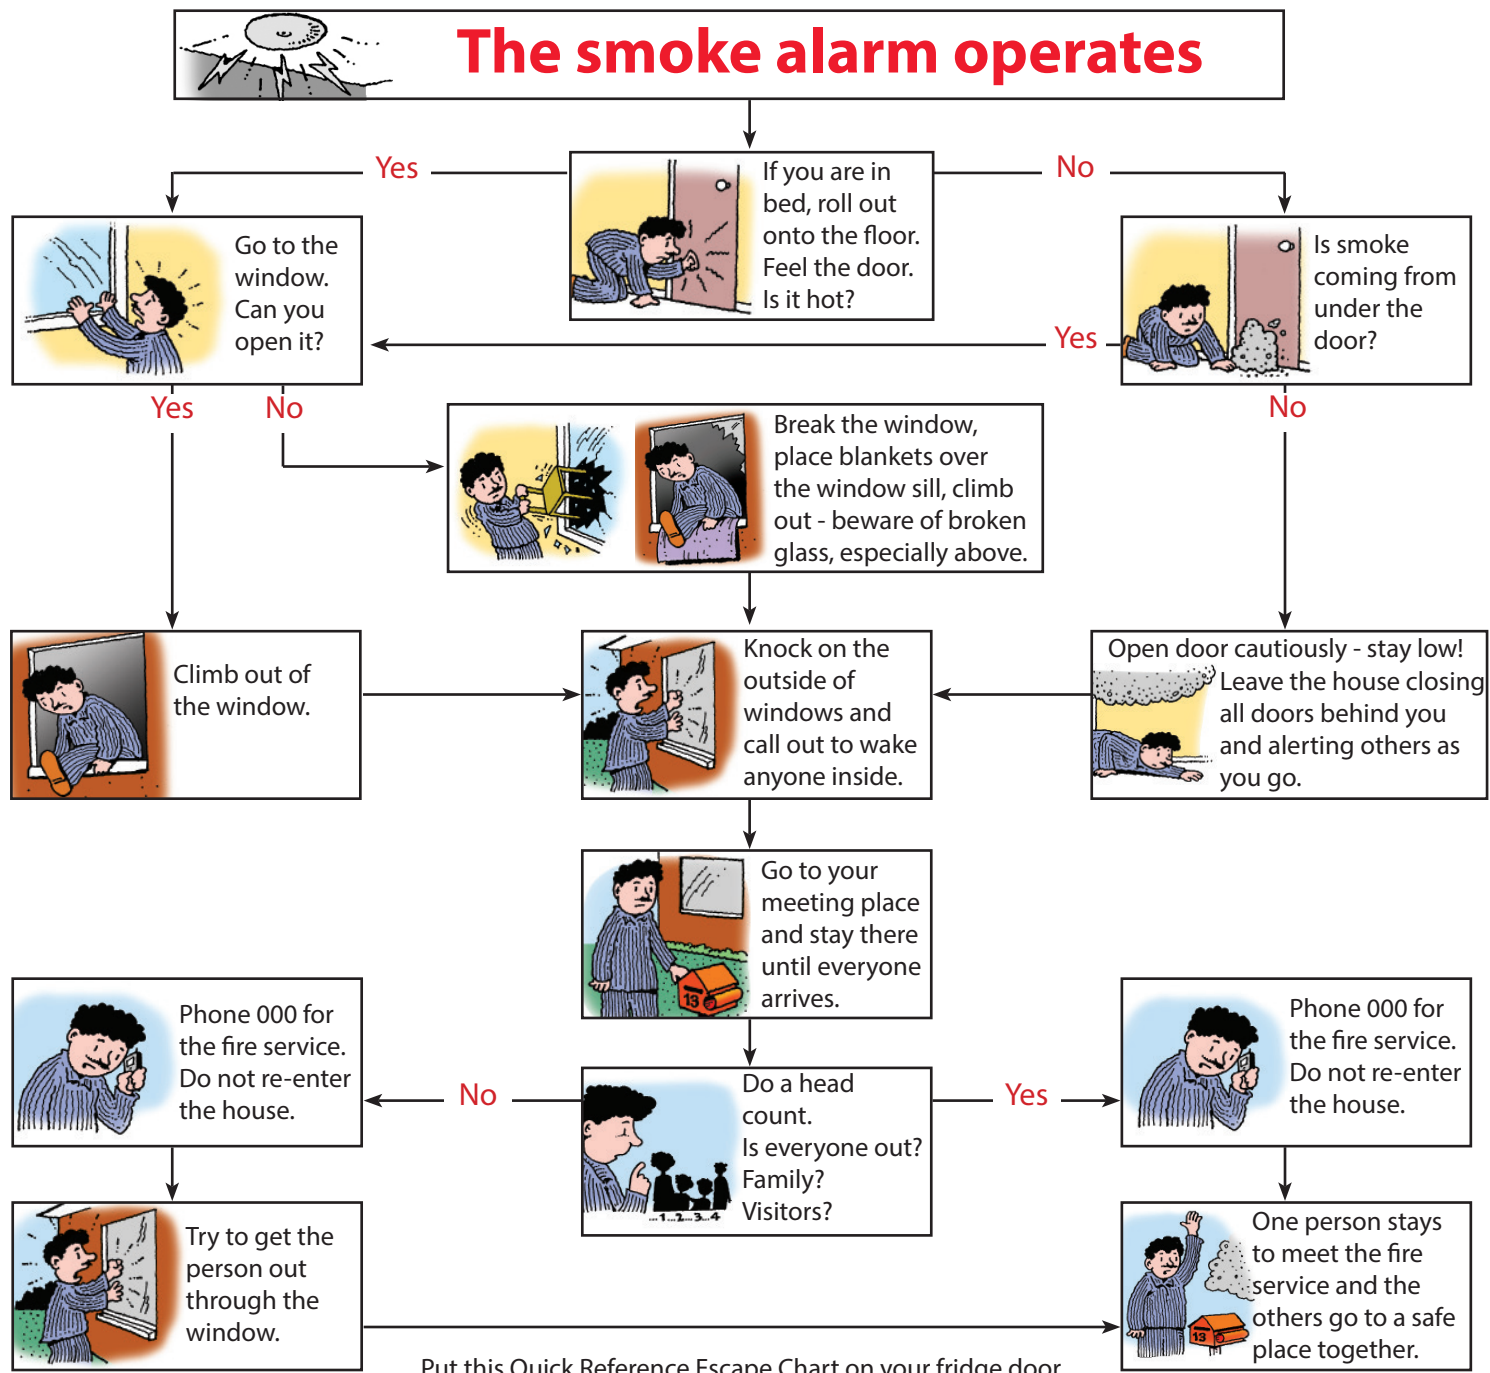 The smoke alarm operates
Yes
If you are in
bed, roll out
onto the floor.
Feel the door.
Is it hot?
No
Go to the
window.
Can you
open it?
Is smoke
coming from
under the
door?
Yes
Yes
No
No
Break the window,
place blankets over
the window sill, climb
out - beware of broken
glass, especially above.
Climb out of
the window.
Knock on the
outside of
windows and
call out to wake
anyone inside.
Open door cautiously - stay low!
Leave the house closing
all doors behind you
and alerting others as
you go.
Go to your
meeting place
and stay there
until everyone
arrives.
13
Phone 000 for
the fire service.
Do not re-enter
the house.
No
Do a head
count.
Is everyone out?
Family?
Visitors?
...1...2...3...4
Yes
Phone 000 for
the fire service.
Do not re-enter
the house.
Try to get the
person out
through the
window.
One person stays
to meet the fire
service and the
others go to a safe
place together.
13
Put this Quick Reference Escape Chart on your fridge door